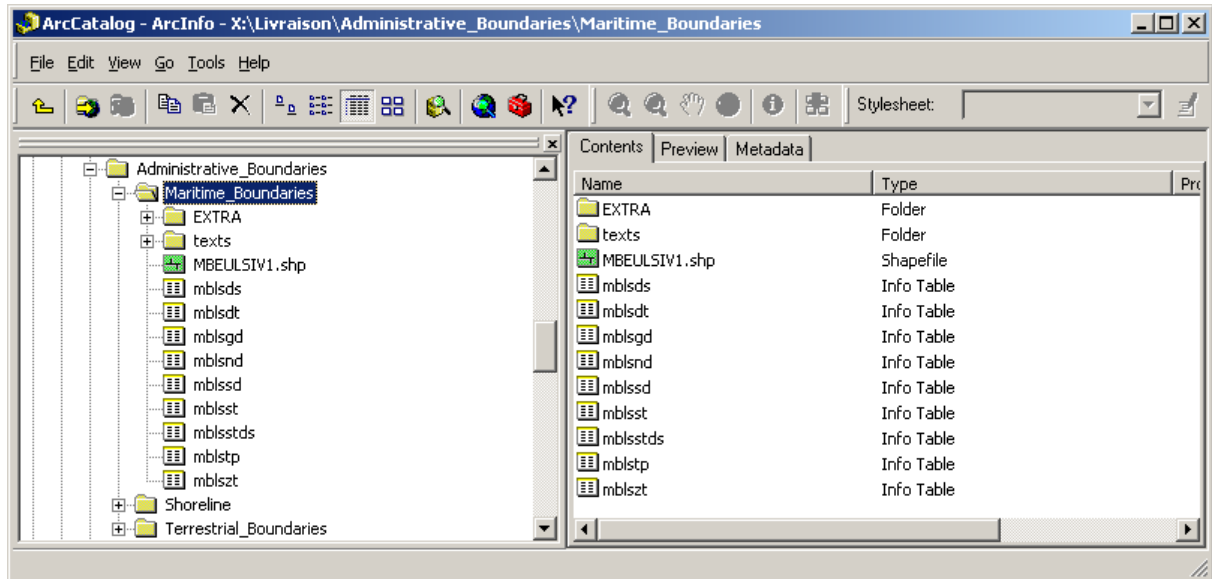 ArcCatalog - ArcInfo - X:\Livraison\Administrative_Boundaries\Maritime_Boundaries
File Edit View Go Tools Help
Stylesheet:
Administrative_Boundaries
Maritime_Boundaries
EXTRA
texts
MBEULSIV1.shp
mblsds
mblsdt
mblsgd
mblsnd
mblssd
mblsst
mblsstds
mblstp
mblszt
Shoreline
Terrestrial_Boundaries
Contents Preview Metadata
Name Type Pro
EXTRA Folder
texts Folder
MBEULSIV1.shp Shapefile
mblsds Info Table
mblsdt Info Table
mblsgd Info Table
mblsnd Info Table
mblssd Info Table
mblsst Info Table
mblsstds Info Table
mblstp Info Table
mblszt Info Table